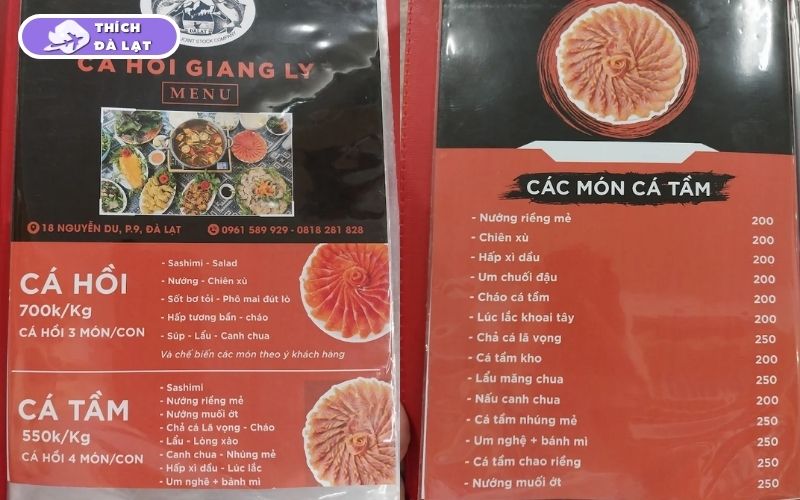 THÍCH
ĐÀ LẠT
ĐALAT
JOINT STOCK COMPANY
CÁ HỒI GIANG LY
MENU
18 NGUYỄN DU, P.9, ĐÀ LẠT
0961 589 929 - 0818 281 828
CÁ HỒI
700k/Kg
CÁ HỒI 3 MÓN/CON
- Sashimi - Salad
- Nướng - Chiên xù
- Sốt bơ tỏi - Phô mai đút lò
- Hấp tương bần - cháo
- Súp - Lẩu - Canh chua
Và chế biến các món theo ý khách hàng
CÁ TẦM
550k/Kg
CÁ HỒI 4 MÓN/CON
- Sashimi
- Nướng riềng mẻ
- Nướng muối ớt
- Chả cá Lã vọng - Cháo
- Lẩu - Lòng xào
- Canh chua - Nhúng mẻ
- Hấp xì dầu - Lúc lắc
- Um nghệ + bánh mì
CÁC MÓN CÁ TẦM
- Nướng riềng mẻ 200
- Chiên xù 200
- Hấp xì dầu 200
- Um chuối đậu 200
- Cháo cá tầm 200
- Lúc lắc khoai tây 200
- Chả cá lã vọng 250
- Cá tầm kho 200
- Lẩu măng chua 250
- Nấu canh chua 200
- Cá tầm nhúng mẻ 250
- Um nghệ + bánh mì 250
- Cá tầm chao riềng 250
- Nướng muối ớt 250